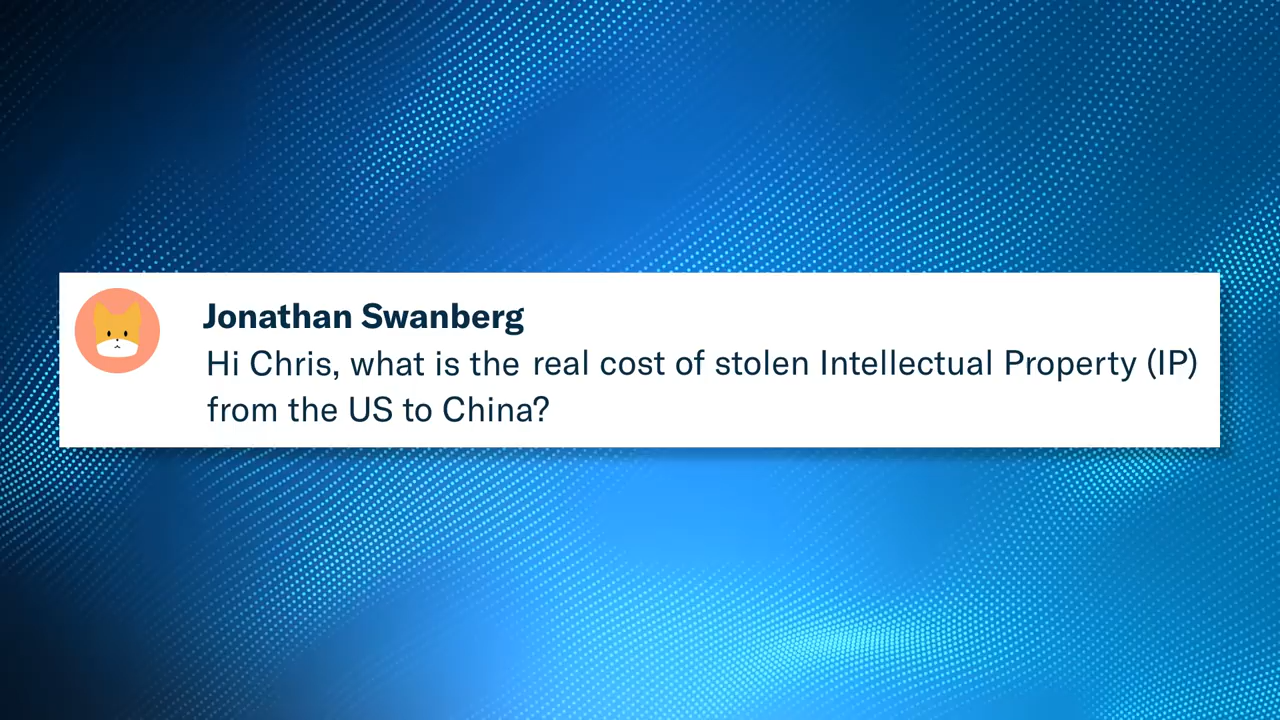 Jonathan Swanberg
Hi Chris, what is the real cost of stolen Intellectual Property (IP)
from the US to China?